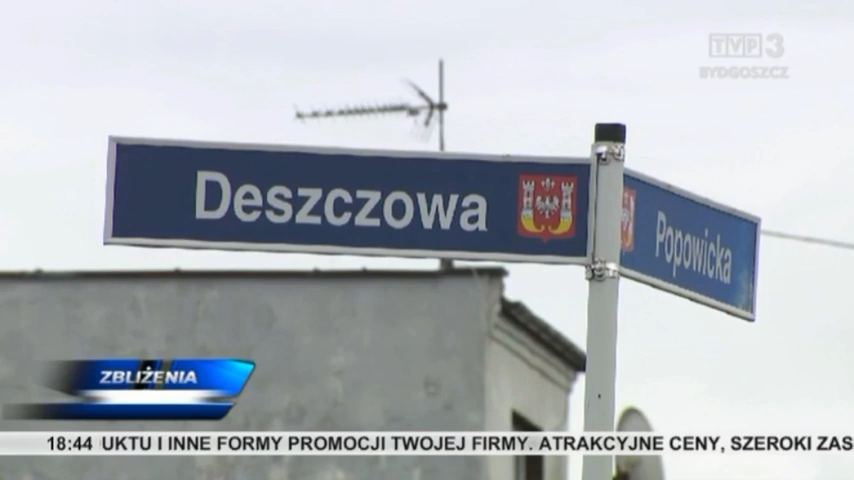 TVP3
BYDGOSZCZ
Deszczowa
Popowicka
ZBLIŻENIA
18:44 UKTU I INNE FORMY PROMOCJI TWOJEJ FIRMY. ATRAKCYJNE CENY, SZEROKI ZAS